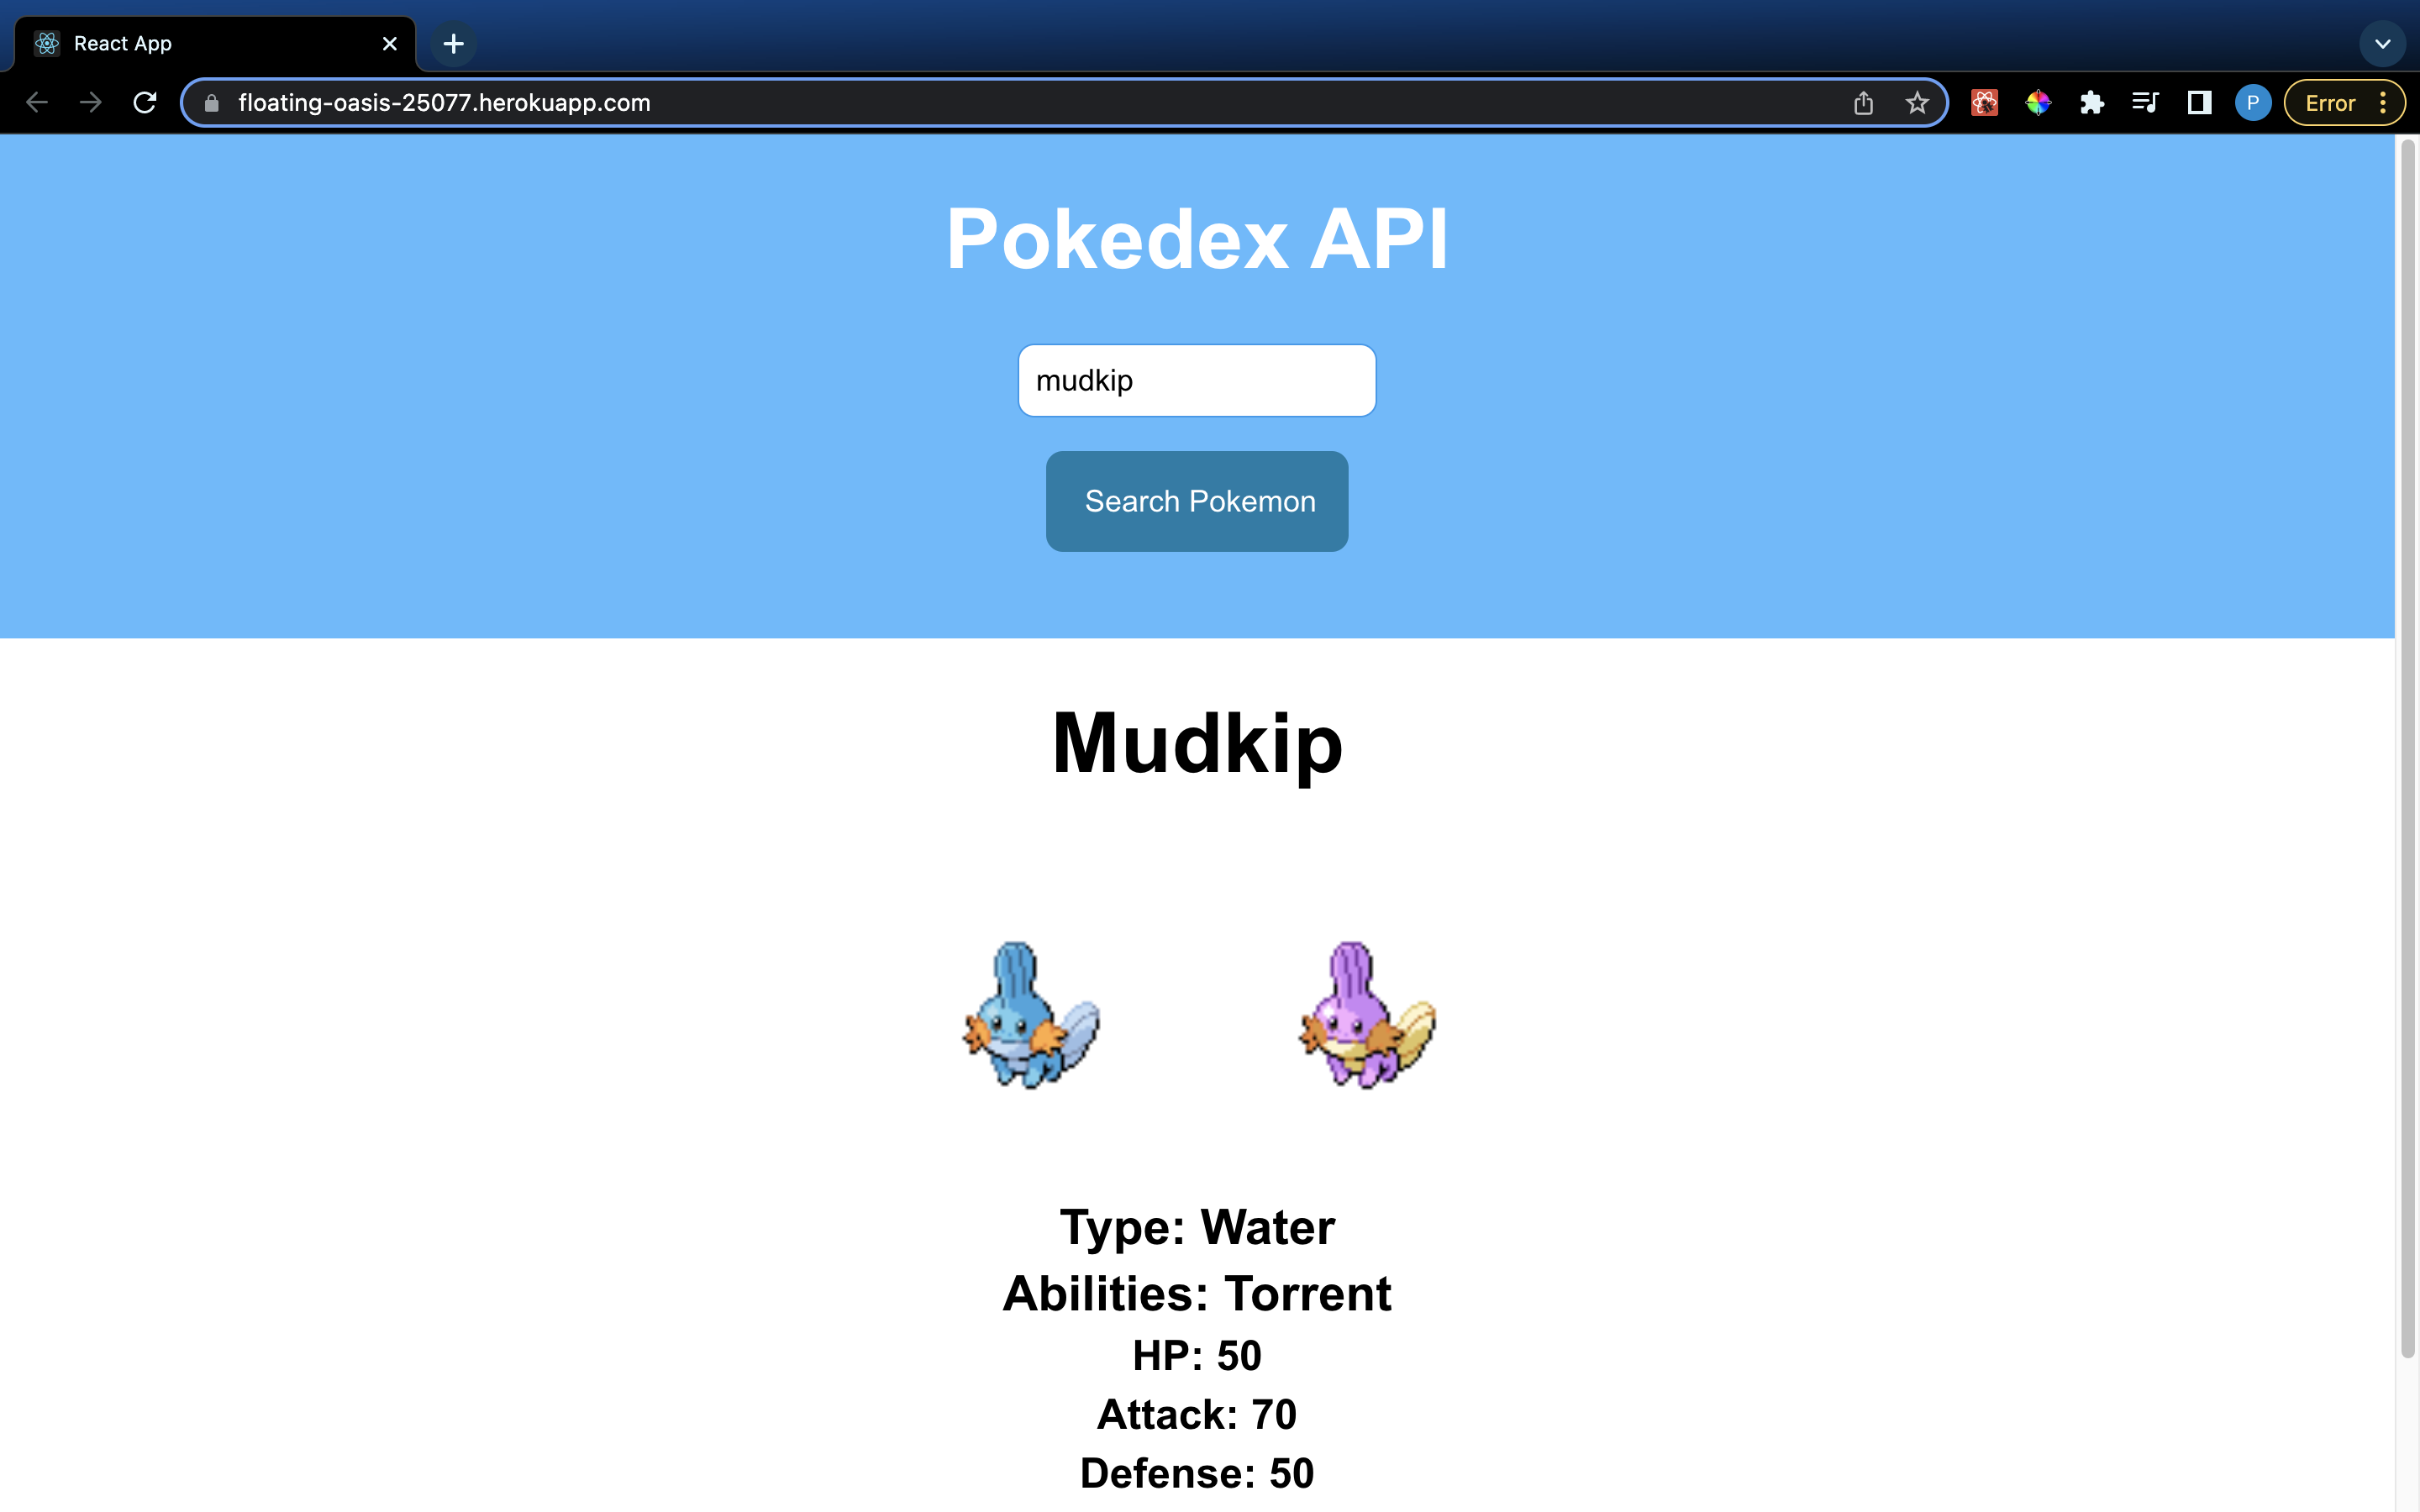 React App
floating-oasis-25077.herokuapp.com
P
Error
Pokedex API
mudkip
Search Pokemon
Mudkip
Type: Water
Abilities: Torrent
HP: 50
Attack: 70
Defense: 50